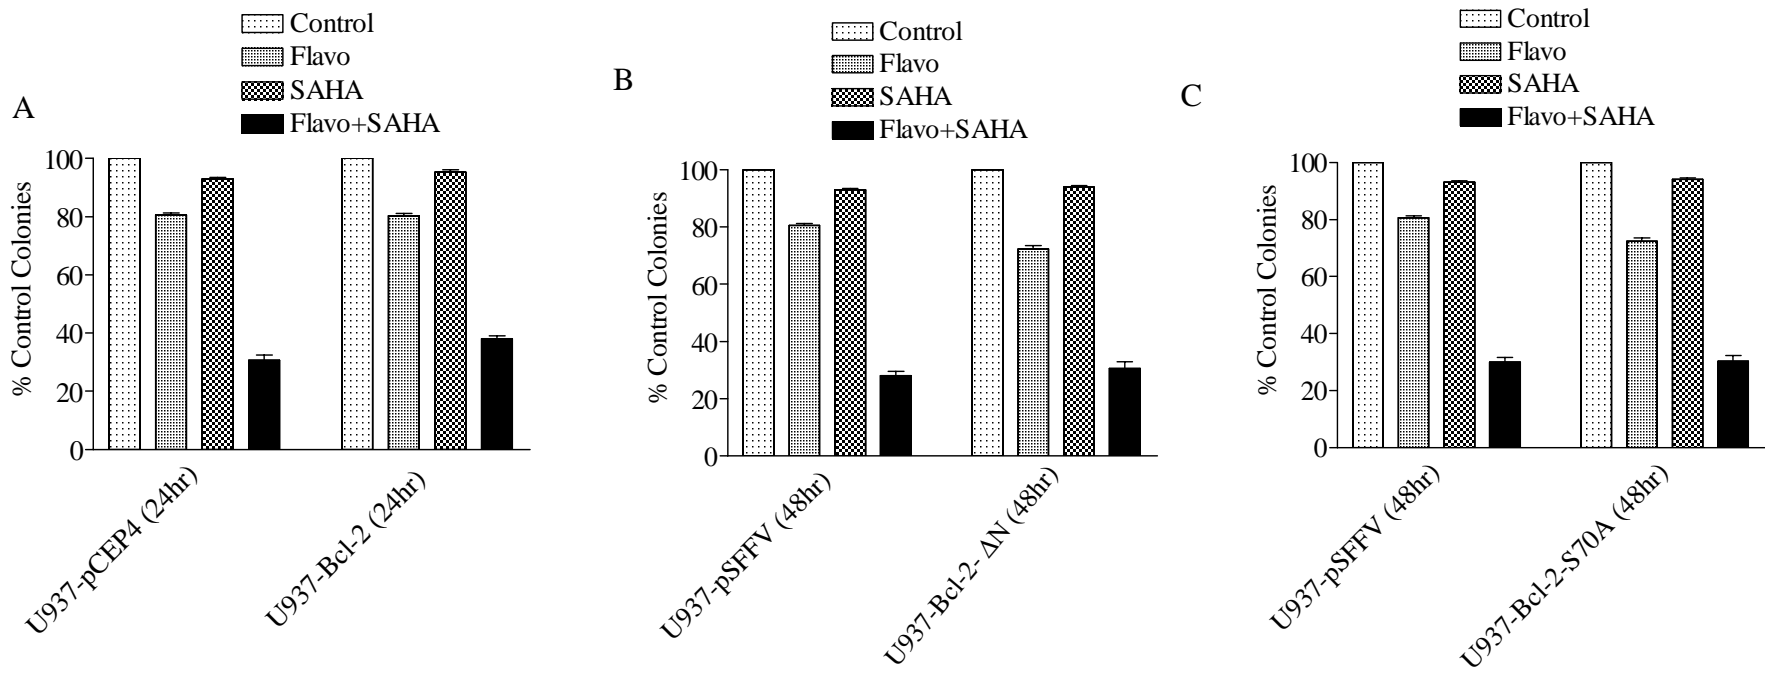 A
Control
Flavo
SAHA
Flavo+SAHA
% Control Colonies
100
80
60
40
20
0
U937-pCEP4 (24hr)
U937-Bcl-2 (24hr)
B
Control
Flavo
SAHA
Flavo+SAHA
% Control Colonies
100
80
60
40
20
0
U937-pSFFV (48hr)
U937-Bcl-2- ΔN (48hr)
C
Control
Flavo
SAHA
Flavo+SAHA
% Control Colonies
100
80
60
40
20
0
U937-pSFFV (48hr)
U937-Bcl-2-S70A (48hr)